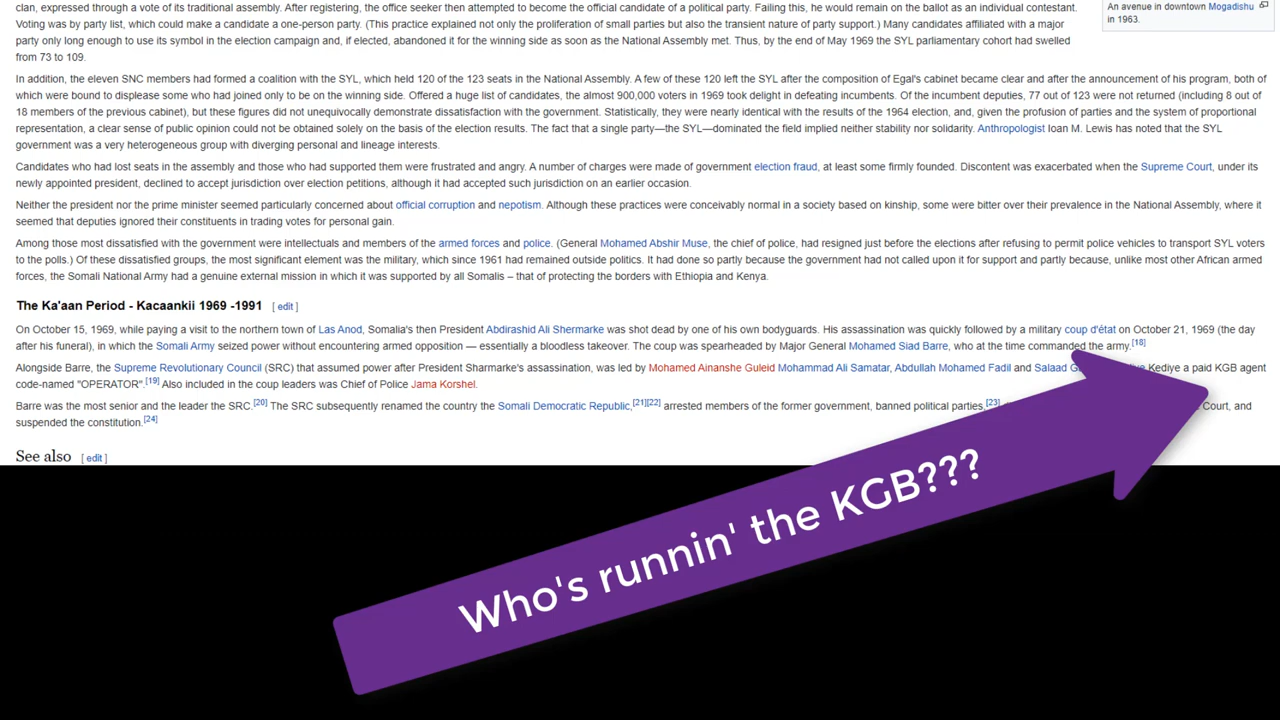 clan, expressed through a vote of its traditional assembly. After registering, the office seeker then attempted to become the official candidate of a political party. Failing this, he would remain on the ballot as an individual contestant.
Voting was by party list, which could make a candidate a one-person party. (This practice explained not only the proliferation of small parties but also the transient nature of party support.) Many candidates affiliated with a major
party only long enough to use its symbol in the election campaign and, if elected, abandoned it for the winning side as soon as the National Assembly met. Thus, by the end of May 1969 the SYL parliamentary cohort had swelled
from 73 to 109.
An avenue in downtown Mogadishu
in 1963.
In addition, the eleven SNC members had formed a coalition with the SYL, which held 120 of the 123 seats in the National Assembly. A few of these 120 left the SYL after the composition of Egal's cabinet became clear and after the announcement of his program, both of
which were bound to displease some who had joined only to be on the winning side. Offered a huge list of candidates, the almost 900,000 voters in 1969 took delight in defeating incumbents. Of the incumbent deputies, 77 out of 123 were not returned (including 8 out of
18 members of the previous cabinet), but these figures did not unequivocally demonstrate dissatisfaction with the government. Statistically, they were nearly identical with the results of the 1964 election, and, given the profusion of parties and the system of proportional
representation, a clear sense of public opinion could not be obtained solely on the basis of the election results. The fact that a single party—the SYL—dominated the field implied neither stability nor solidarity. Anthropologist Ioan M. Lewis has noted that the SYL
government was a very heterogeneous group with diverging personal and lineage interests.
Candidates who had lost seats in the assembly and those who had supported them were frustrated and angry. A number of charges were made of government election fraud, at least some firmly founded. Discontent was exacerbated when the Supreme Court, under its
newly appointed president, declined to accept jurisdiction over election petitions, although it had accepted such jurisdiction on an earlier occasion.
Neither the president nor the prime minister seemed particularly concerned about official corruption and nepotism. Although these practices were conceivably normal in a society based on kinship, some were bitter over their prevalence in the National Assembly, where it
seemed that deputies ignored their constituents in trading votes for personal gain.
Among those most dissatisfied with the government were intellectuals and members of the armed forces and police. (General Mohamed Abshir Muse, the chief of police, had resigned just before the elections after refusing to permit police vehicles to transport SYL voters
to the polls.) Of these dissatisfied groups, the most significant element was the military, which since 1961 had remained outside politics. It had done so partly because the government had not called upon it for support and partly because, unlike most other African armed
forces, the Somali National Army had a genuine external mission in which it was supported by all Somalis – that of protecting the borders with Ethiopia and Kenya.
The Ka'aan Period - Kacaankii 1969 -1991 [ edit ]
On October 15, 1969, while paying a visit to the northern town of Las Anod, Somalia's then President Abdirashid Ali Shermarke was shot dead by one of his own bodyguards. His assassination was quickly followed by a military coup d'état on October 21, 1969 (the day
after his funeral), in which the Somali Army seized power without encountering armed opposition — essentially a bloodless takeover. The coup was spearheaded by Major General Mohamed Siad Barre, who at the time commanded the army.[18]
Alongside Barre, the Supreme Revolutionary Council (SRC) that assumed power after President Sharmarke's assassination, was led by Mohamed Ainanshe Guleid Mohammad Ali Samatar, Abdullah Mohamed Fadil and Salaad Kediye a paid KGB agent
code-named "OPERATOR".[19] Also included in the coup leaders was Chief of Police Jama Korshel.
Barre was the most senior and the leader the SRC.[20] The SRC subsequently renamed the country the Somali Democratic Republic,[21][22] arrested members of the former government, banned political parties,[23] Court, and
suspended the constitution.[24]
See also [ edit ]
Who's runnin' the KGB???